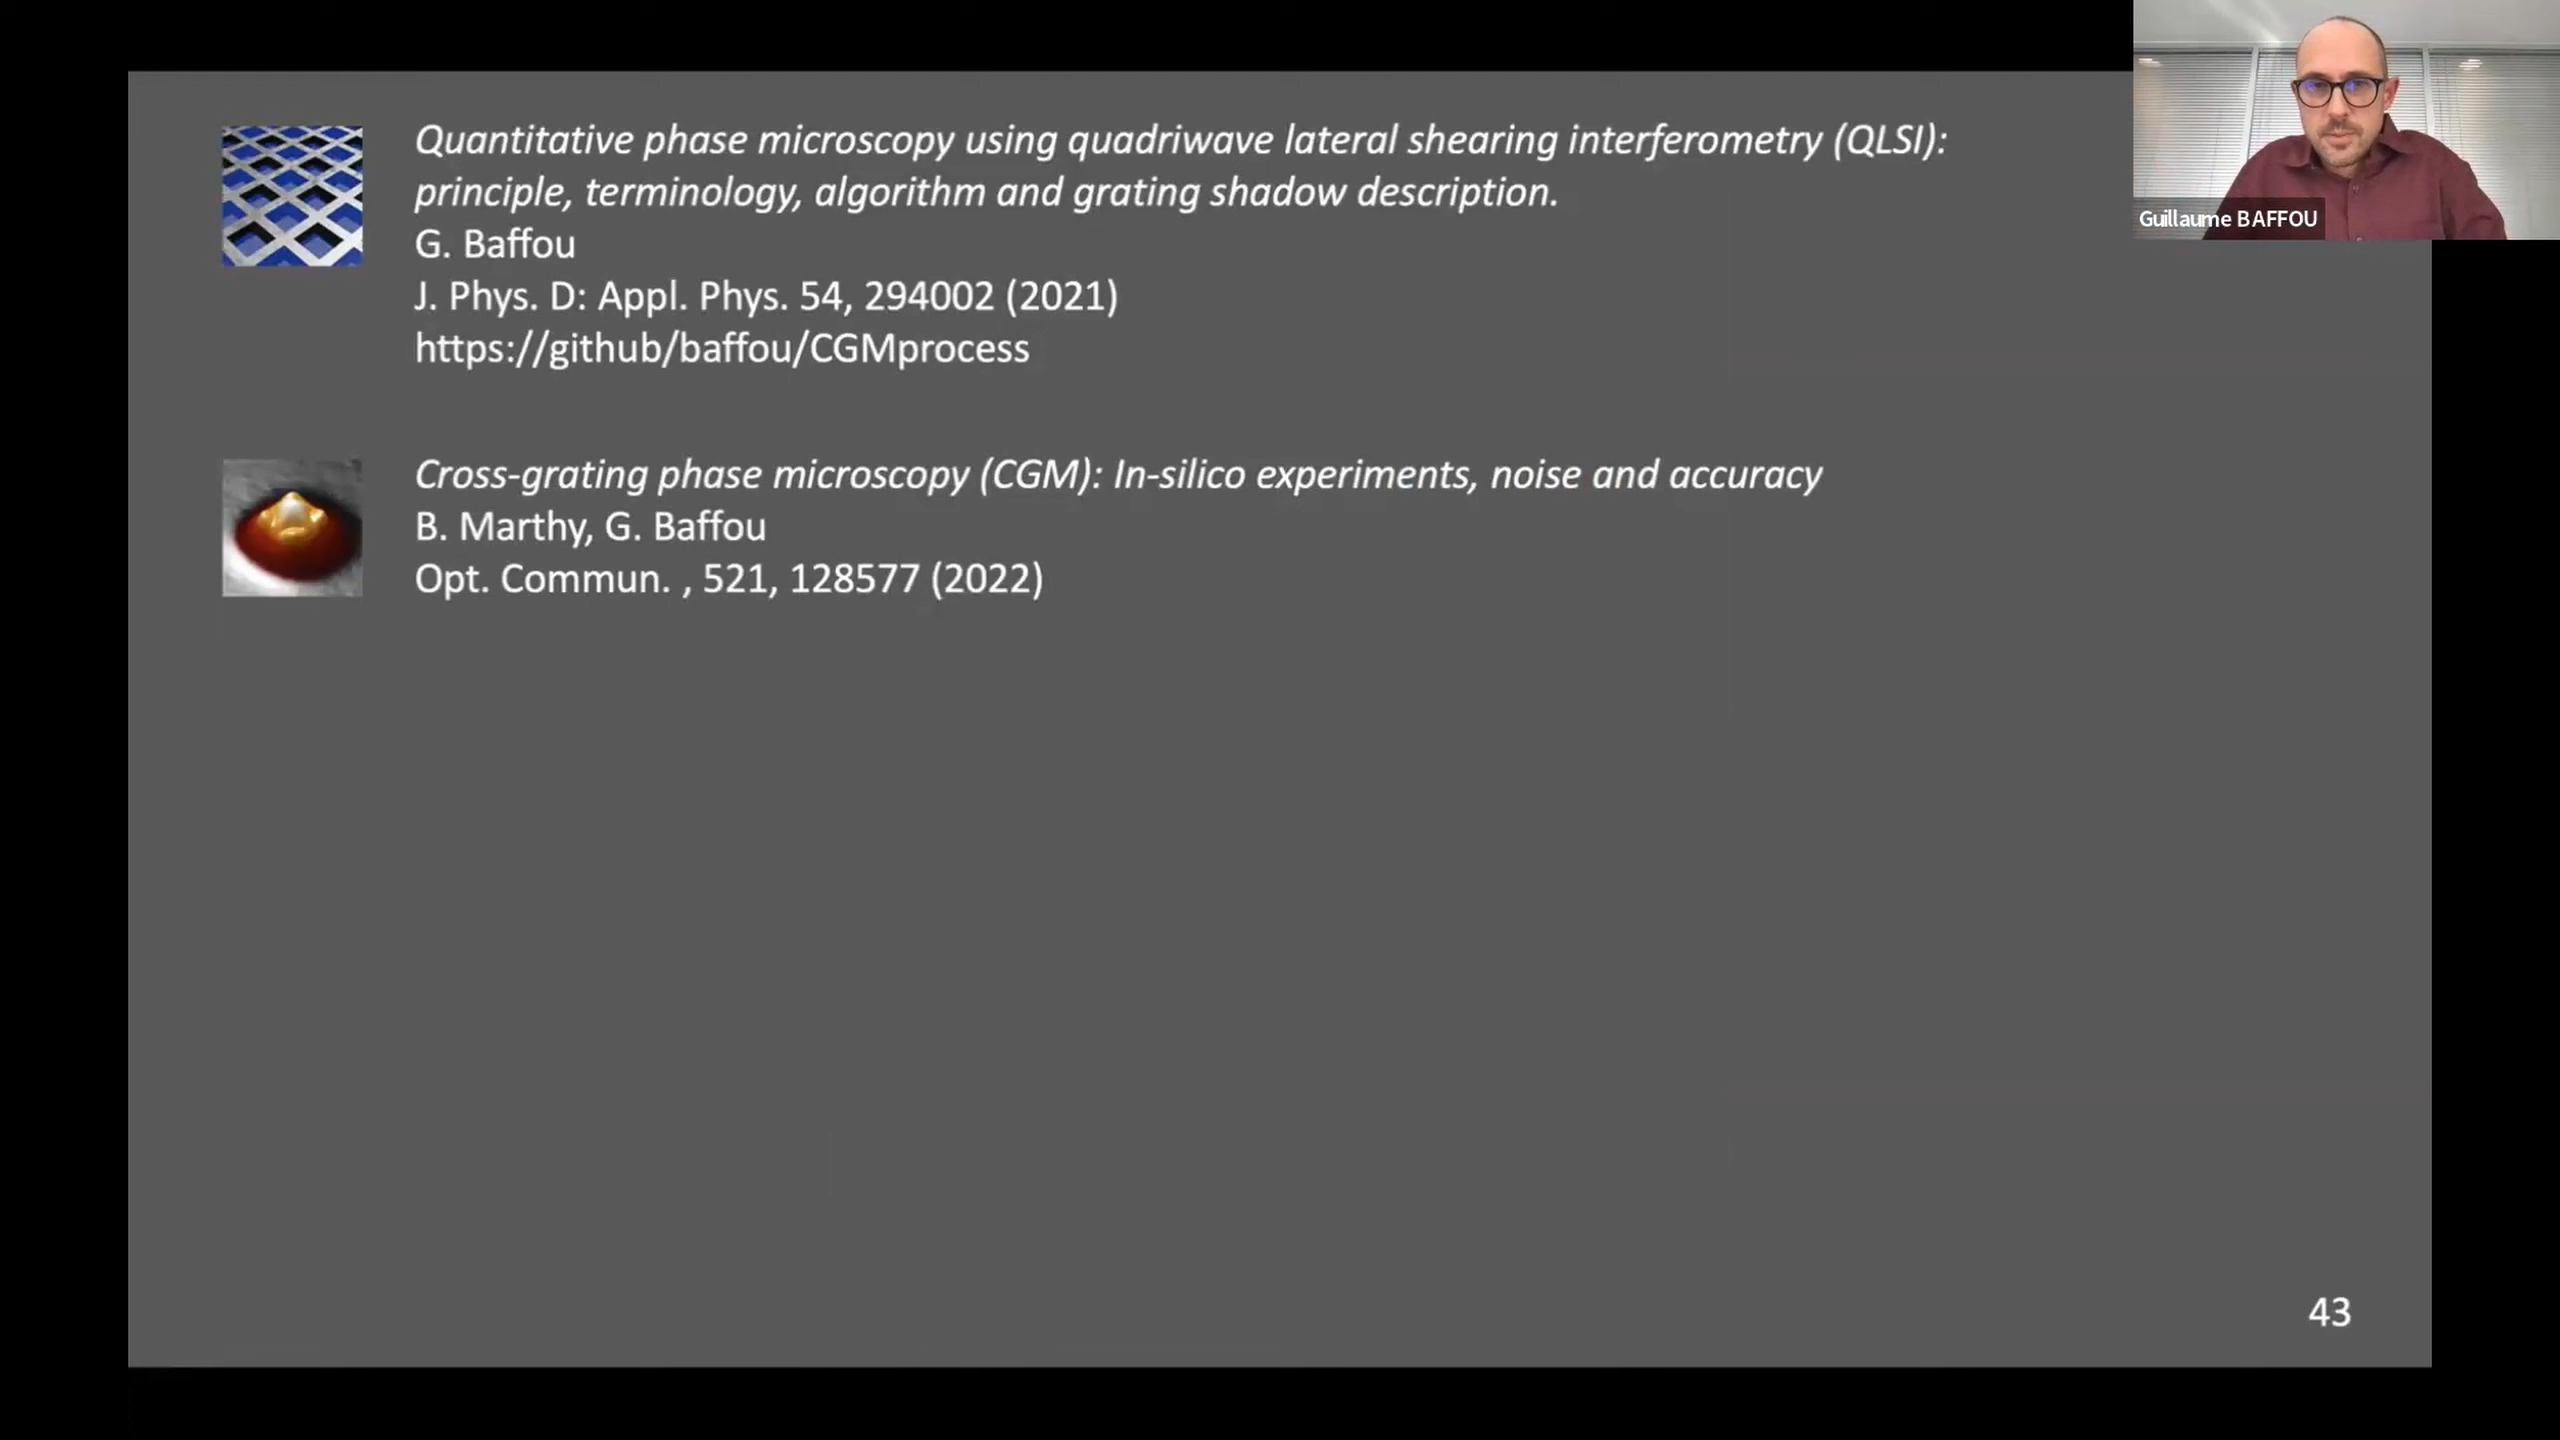 Quantitative phase microscopy using quadriwave lateral shearing interferometry (QLSI):
principle, terminology, algorithm and grating shadow description.
G. Baffou
J. Phys. D: Appl. Phys. 54, 294002 (2021)
https://github/baffou/CGMprocess
Cross-grating phase microscopy (CGM): In-silico experiments, noise and accuracy
B. Marthy, G. Baffou
Opt. Commun. , 521, 128577 (2022)
Guillaume BAFFOU
43